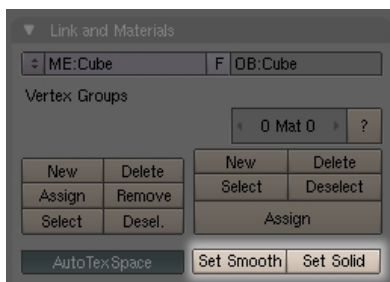 Link and Materials
ME:Cube F OB:Cube
Vertex Groups
0 Mat 0 ?
New Delete New Delete
Assign Remove Select Deselect
Select Desel. Assign
AutoTexSpace Set Smooth Set Solid